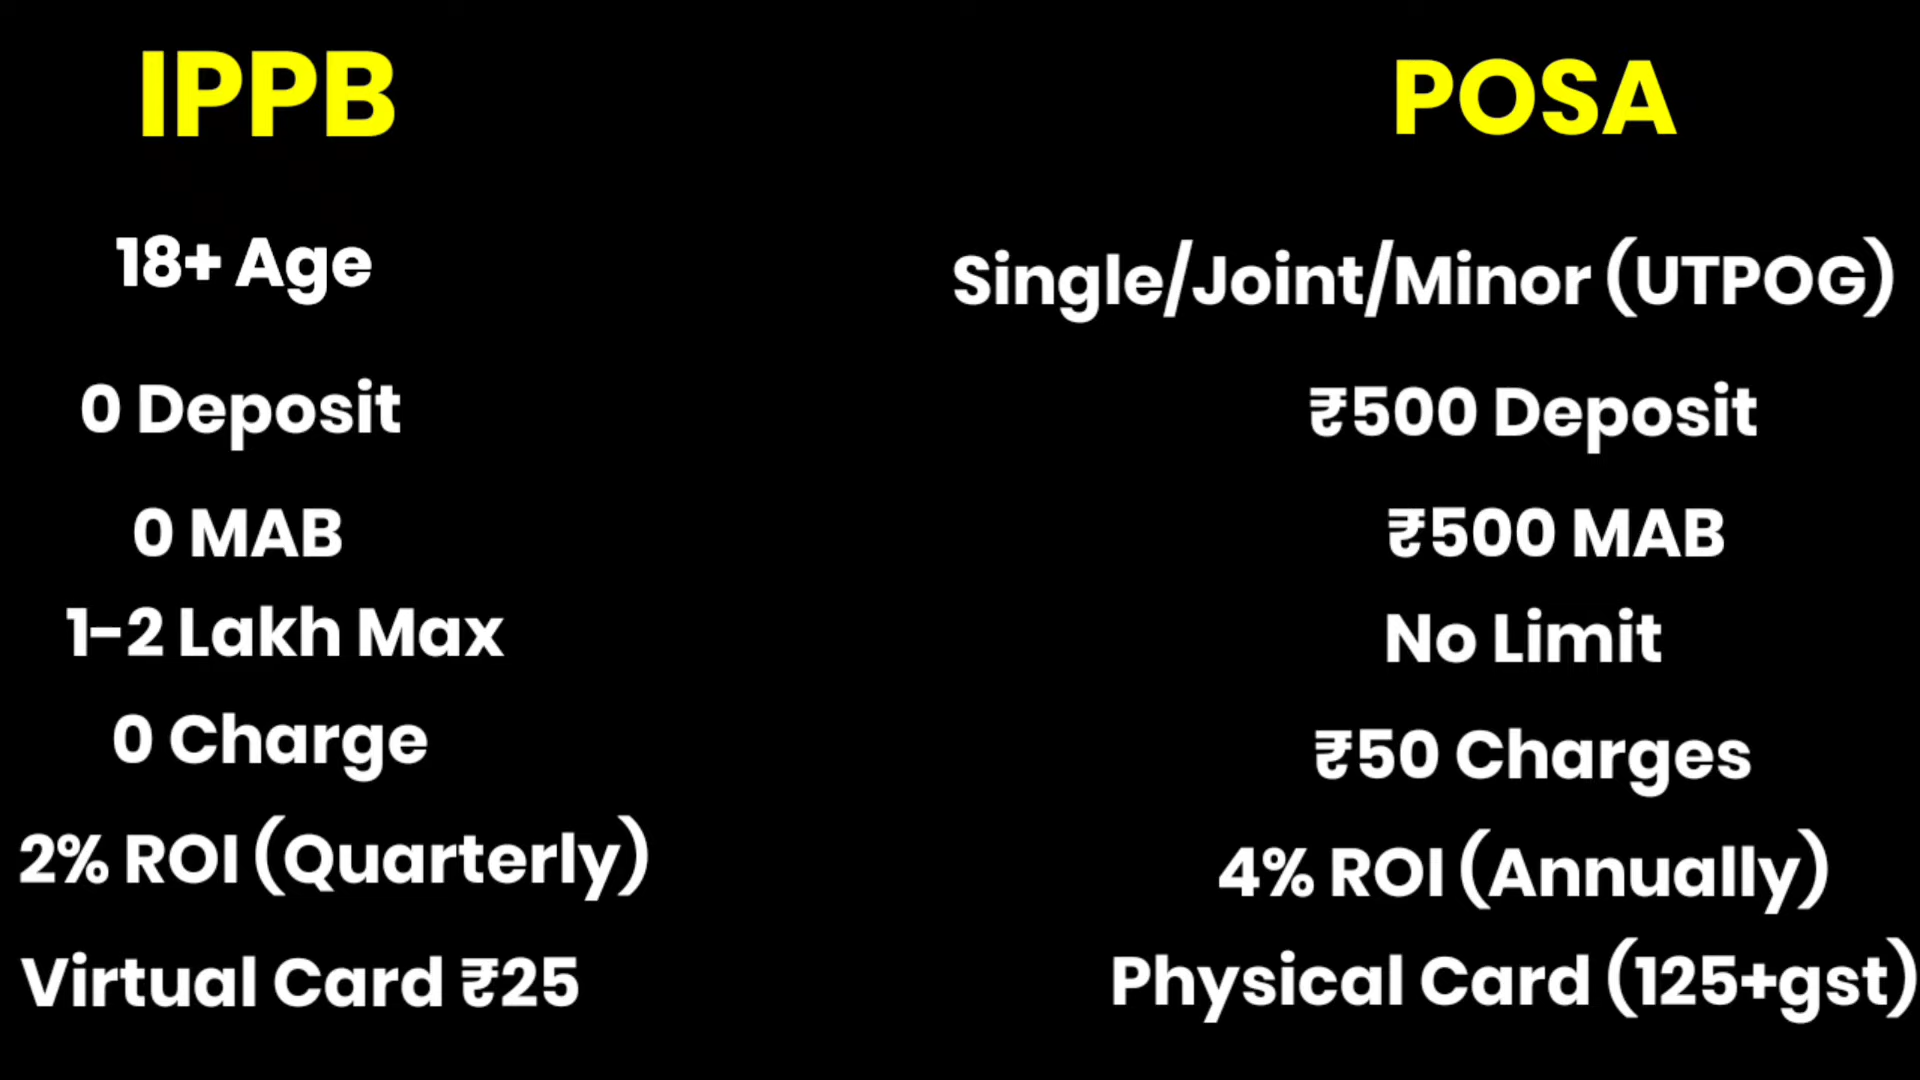 IPPB
POSA
18+ Age
Single/Joint/Minor (UTPOG)
0 Deposit
₹500 Deposit
0 MAB
₹500 MAB
1-2 Lakh Max
No Limit
0 Charge
₹50 Charges
2% ROI (Quarterly)
4% ROI (Annually)
Virtual Card ₹25
Physical Card (125+gst)